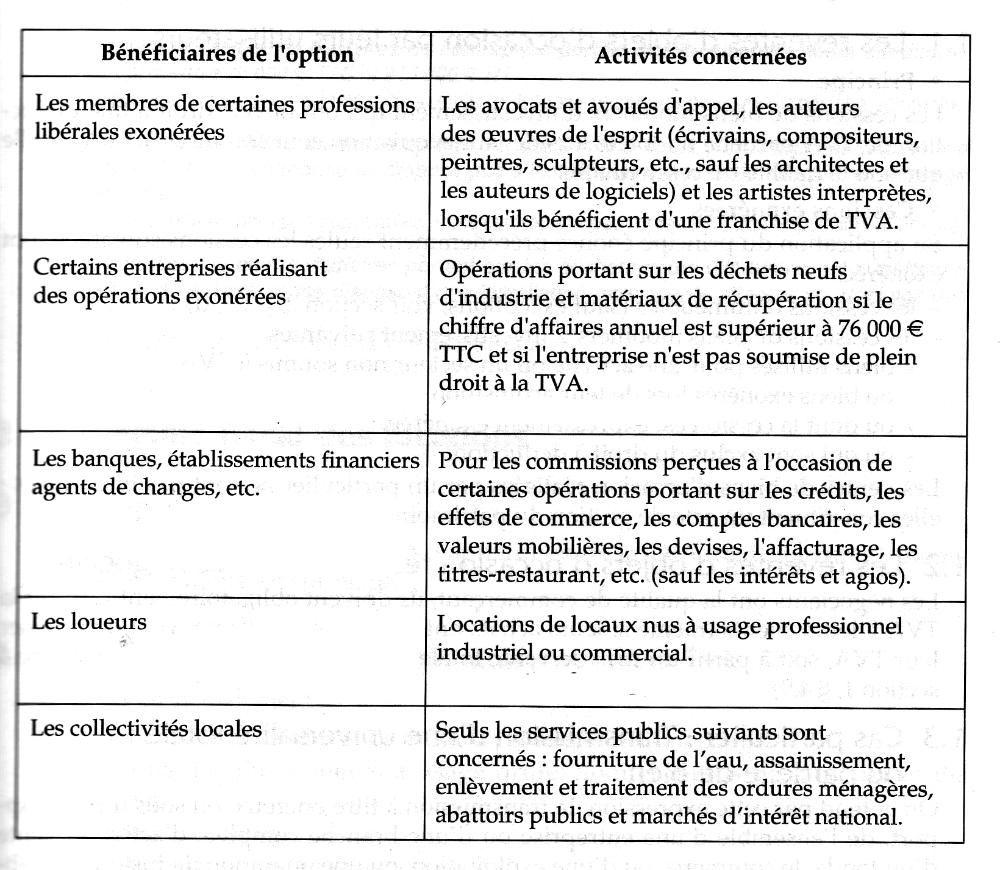 Bénéficiaires de l'option
Activités concernées
Les membres de certaines professions
libérales exonérées
Les avocats et avoués d'appel, les auteurs
des œuvres de l'esprit (écrivains, compositeurs,
peintres, sculpteurs, etc., sauf les architectes et
les auteurs de logiciels) et les artistes interprètes,
lorsqu'ils bénéficient d'une franchise de TVA.
Certains entreprises réalisant
des opérations exonérées
Opérations portant sur les déchets neufs
d'industrie et matériaux de récupération si le
chiffre d'affaires annuel est supérieur à 76 000 €
TTC et si l'entreprise n'est pas soumise de plein
droit à la TVA.
Les banques, établissements financiers
agents de changes, etc.
Pour les commissions perçues à l'occasion de
certaines opérations portant sur les crédits, les
effets de commerce, les comptes bancaires, les
valeurs mobilières, les devises, l'affacturage, les
titres-restaurant, etc. (sauf les intérêts et agios).
Les loueurs
Locations de locaux nus à usage professionnel
industriel ou commercial.
Les collectivités locales
Seuls les services publics suivants sont
concernés : fourniture de l’eau, assainissement,
enlèvement et traitement des ordures ménagères,
abattoirs publics et marchés d’intérêt national.